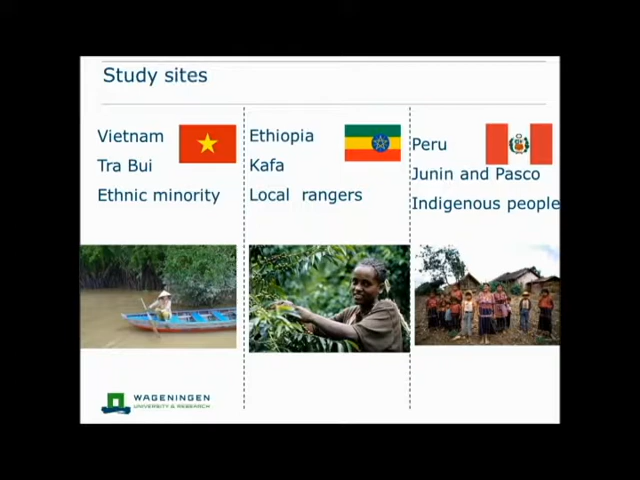 Study sites
Vietnam
Tra Bui
Ethnic minority
Ethiopia
Kafa
Local rangers
Peru
Junin and Pasco
Indigenous people
WAGENINGEN
UNIVERSITY & RESEARCH